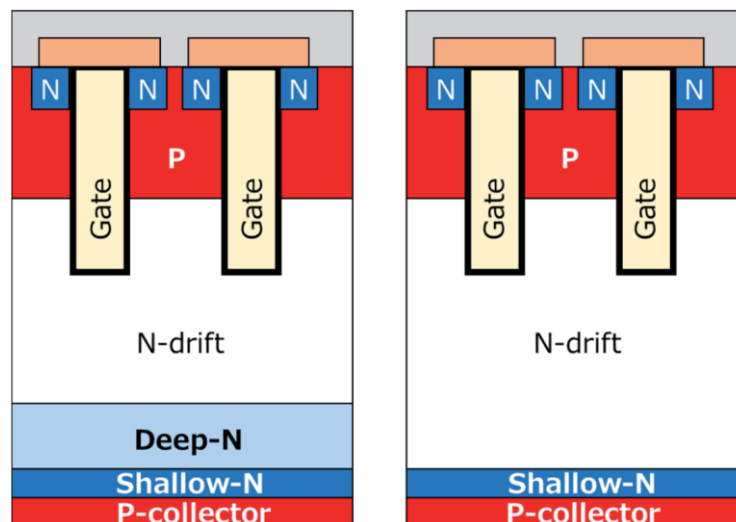 N N N N
N N N N
P
P
Gate
Gate
Gate
Gate
N-drift
N-drift
Deep-N
Shallow-N
Shallow-N
P-collector
P-collector